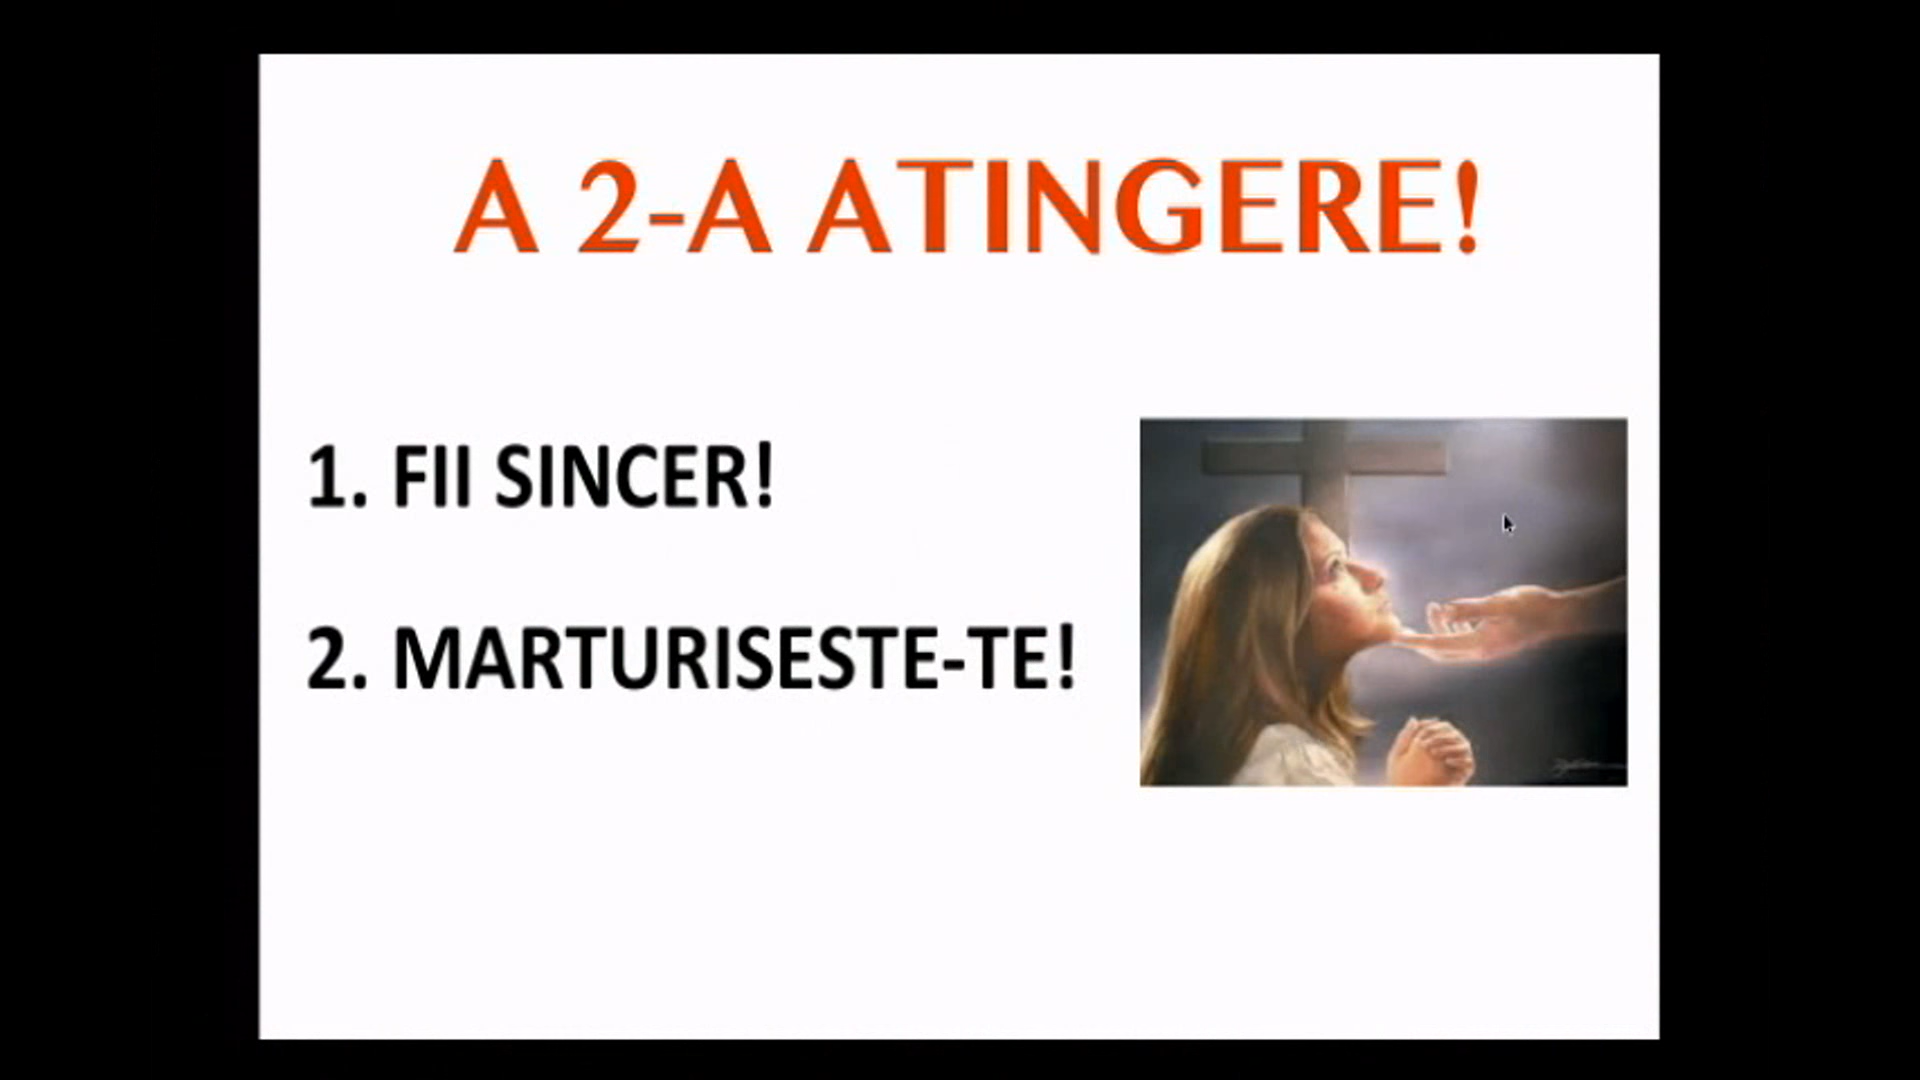 A 2-A ATINGERE!
1. FII SINCER!
2. MARTURISESTE-TE!